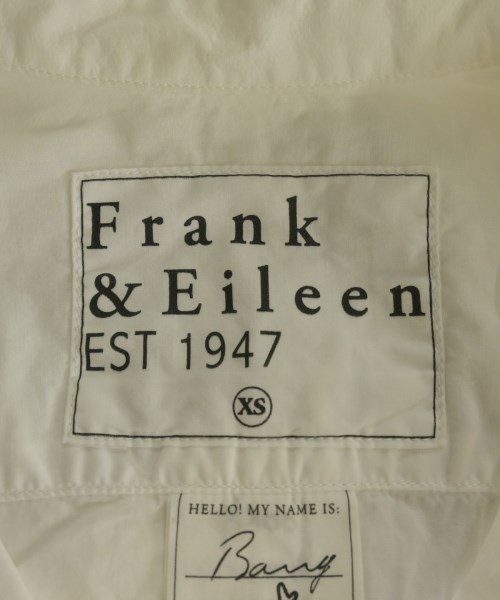 Frank
& Eileen
EST 1947
XS
HELLO! MY NAME IS:
Barry